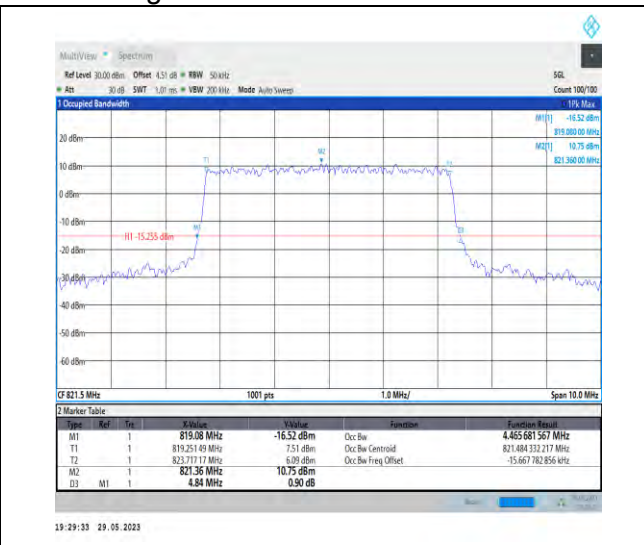 MultiView Spectrum
Ref Level 30.00 dBm Offset 4.51 dB RBW 50 kHz SGL
Att 30 dB SWT 1.01 ms VBW 200 kHz Mode Auto Sweep Count 100/100
1 Occupied Bandwidth 1Pk Max
M1[1] -16.52 dBm
819.080 00 MHz
M2[1] 10.75 dBm
821.360 00 MHz
20 dBm
M2
T1
10 dBm
0 dBm
-10 dBm
M1
H1 -15.255 dBm
-20 dBm
-30 dBm
-40 dBm
-50 dBm
-60 dBm
CF 821.5 MHz 1001 pts 1.0 MHz/ Span 10.0 MHz
2 Marker Table
Type Ref Trc X-Value Y-Value Function Function Result
M1 1 819.08 MHz -16.52 dBm Occ Bw 4.465 681 567 MHz
T1 1 819.251 49 MHz 7.51 dBm Occ Bw Centroid 821.484 332 217 MHz
T2 1 823.717 17 MHz 6.09 dBm Occ Bw Freq Offset -15.667 782 856 kHz
M2 1 821.36 MHz 10.75 dBm
D3 M1 1 4.84 MHz 0.90 dB
19:29:33 29.05.2023